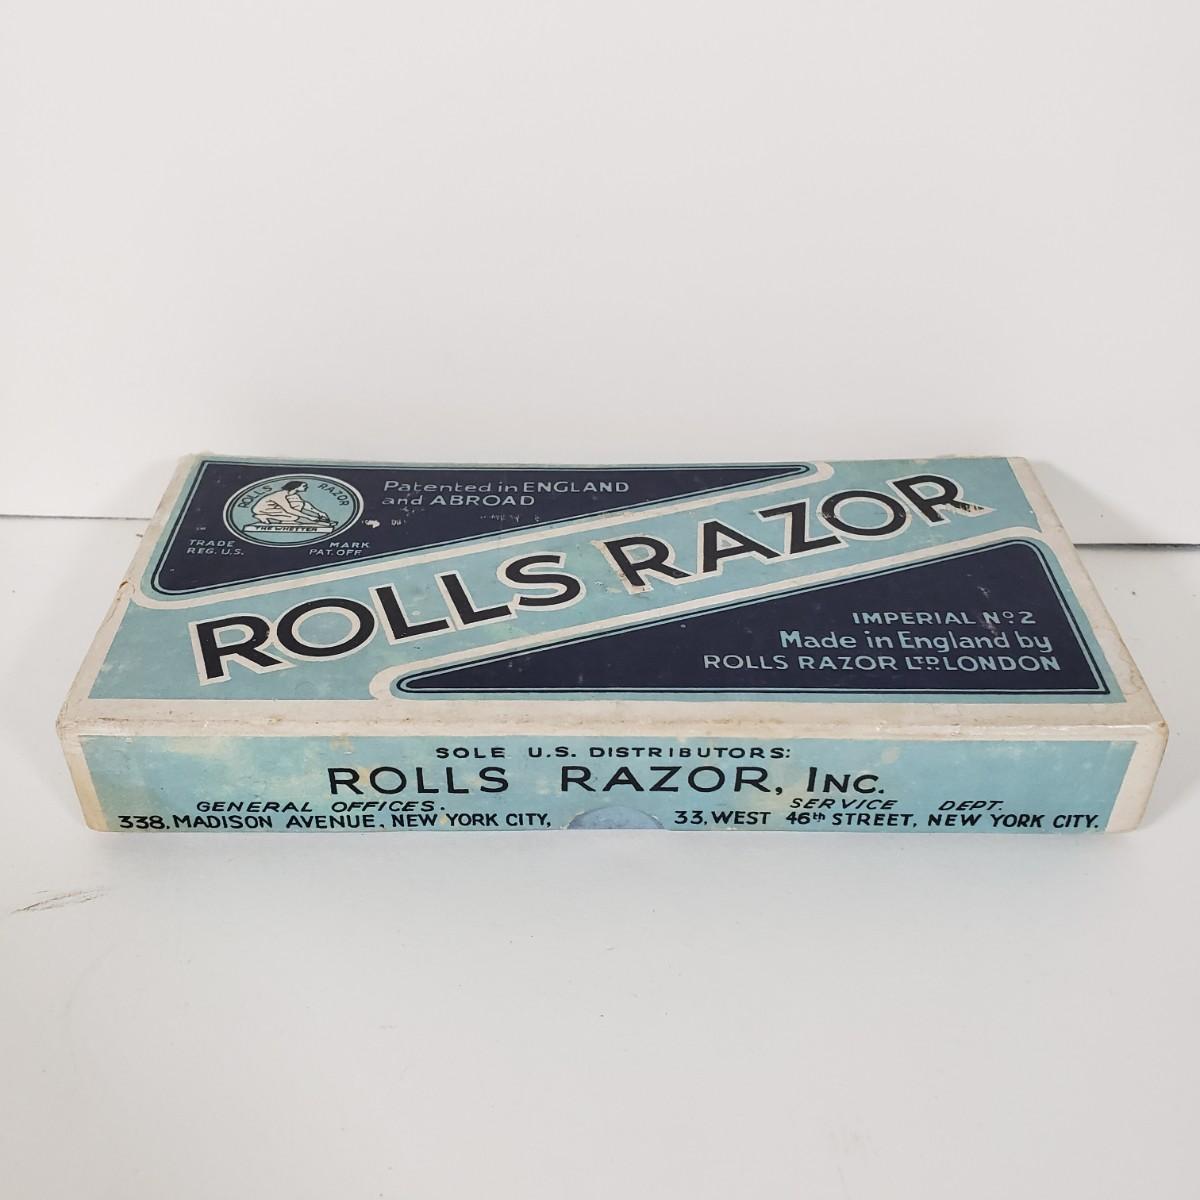 ROLLS RAZOR
THE WHETTER
TRADE MARK
REG. U.S. PAT. OFF.
Patented in ENGLAND
and ABROAD
ROLLS RAZOR
IMPERIAL Nº 2
Made in England by
ROLLS RAZOR LTD. LONDON
SOLE U.S. DISTRIBUTORS:
ROLLS RAZOR, INC.
GENERAL OFFICES. SERVICE DEPT.
338, MADISON AVENUE, NEW YORK CITY, 33, WEST 46th STREET, NEW YORK CITY.